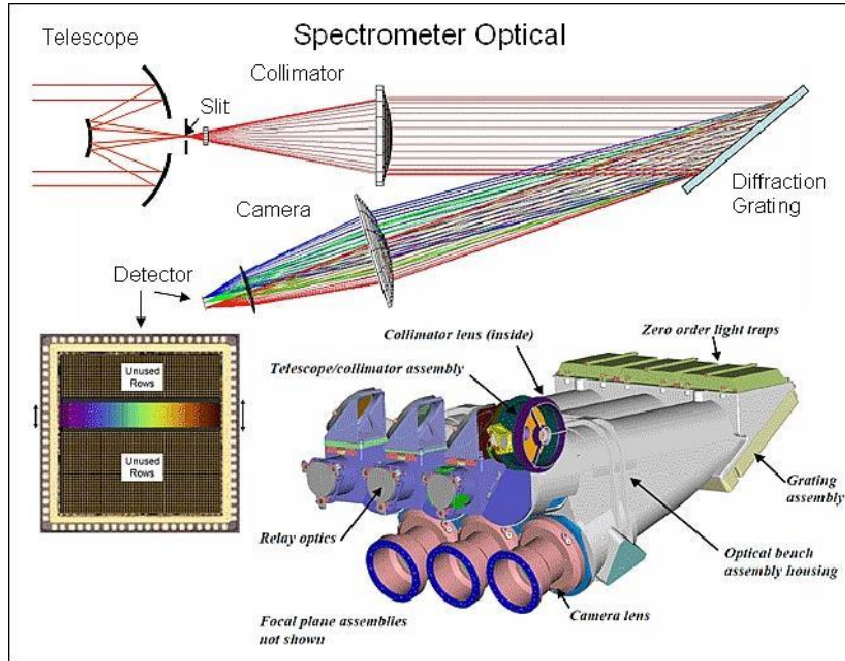 Telescope
Spectrometer Optical
Collimator
Slit
Diffraction
Grating
Camera
Detector
Unused
Rows
Unused
Rows
Collimator lens (inside)
Zero order light traps
Telescope/collimator assembly
Grating
assembly
Relay optics
Optical bench
assembly housing
Camera lens
Focal plane assemblies
not shown